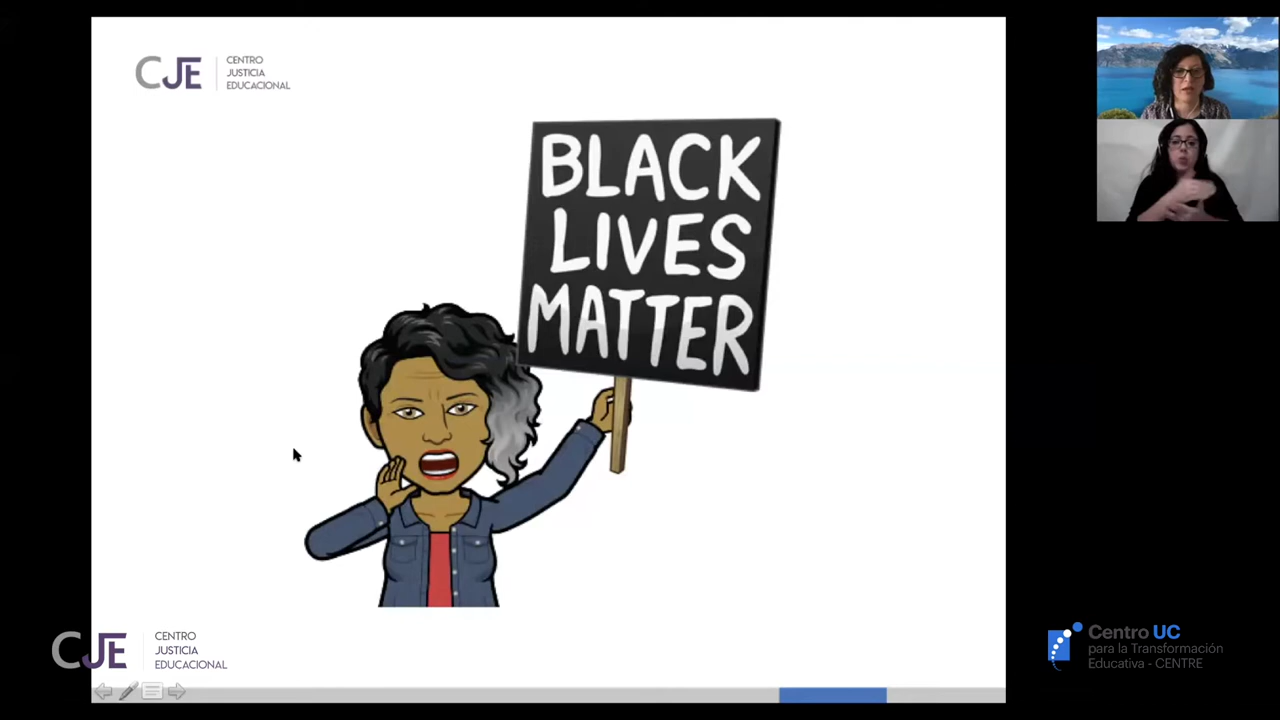 CJE
CENTRO
JUSTICIA
EDUCACIONAL
BLACK
LIVES
MATTER
CJE
CENTRO
JUSTICIA
EDUCACIONAL
Centro UC
para la Transformación
Educativa - CENTRE